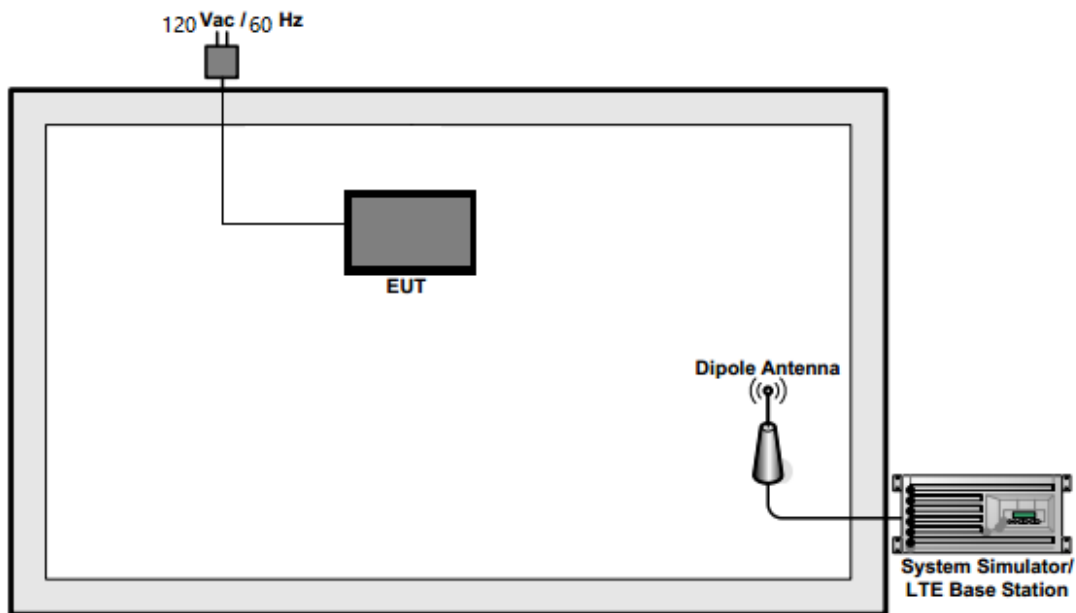 120 Vac / 60 Hz
EUT
Dipole Antenna
System Simulator/
LTE Base Station